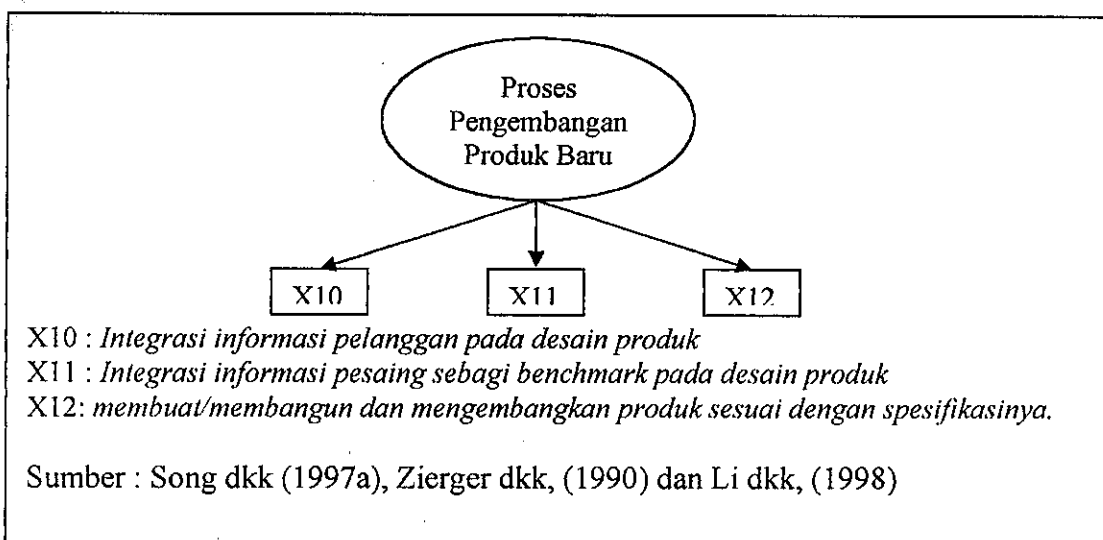 Proses
Pengembangan
Produk Baru
X10 X11 X12
X10 : Integrasi informasi pelanggan pada desain produk
X11 : Integrasi informasi pesaing sebagi benchmark pada desain produk
X12: membuat/membangun dan mengembangkan produk sesuai dengan spesifikasinya.
Sumber : Song dkk (1997a), Zierger dkk, (1990) dan Li dkk, (1998)